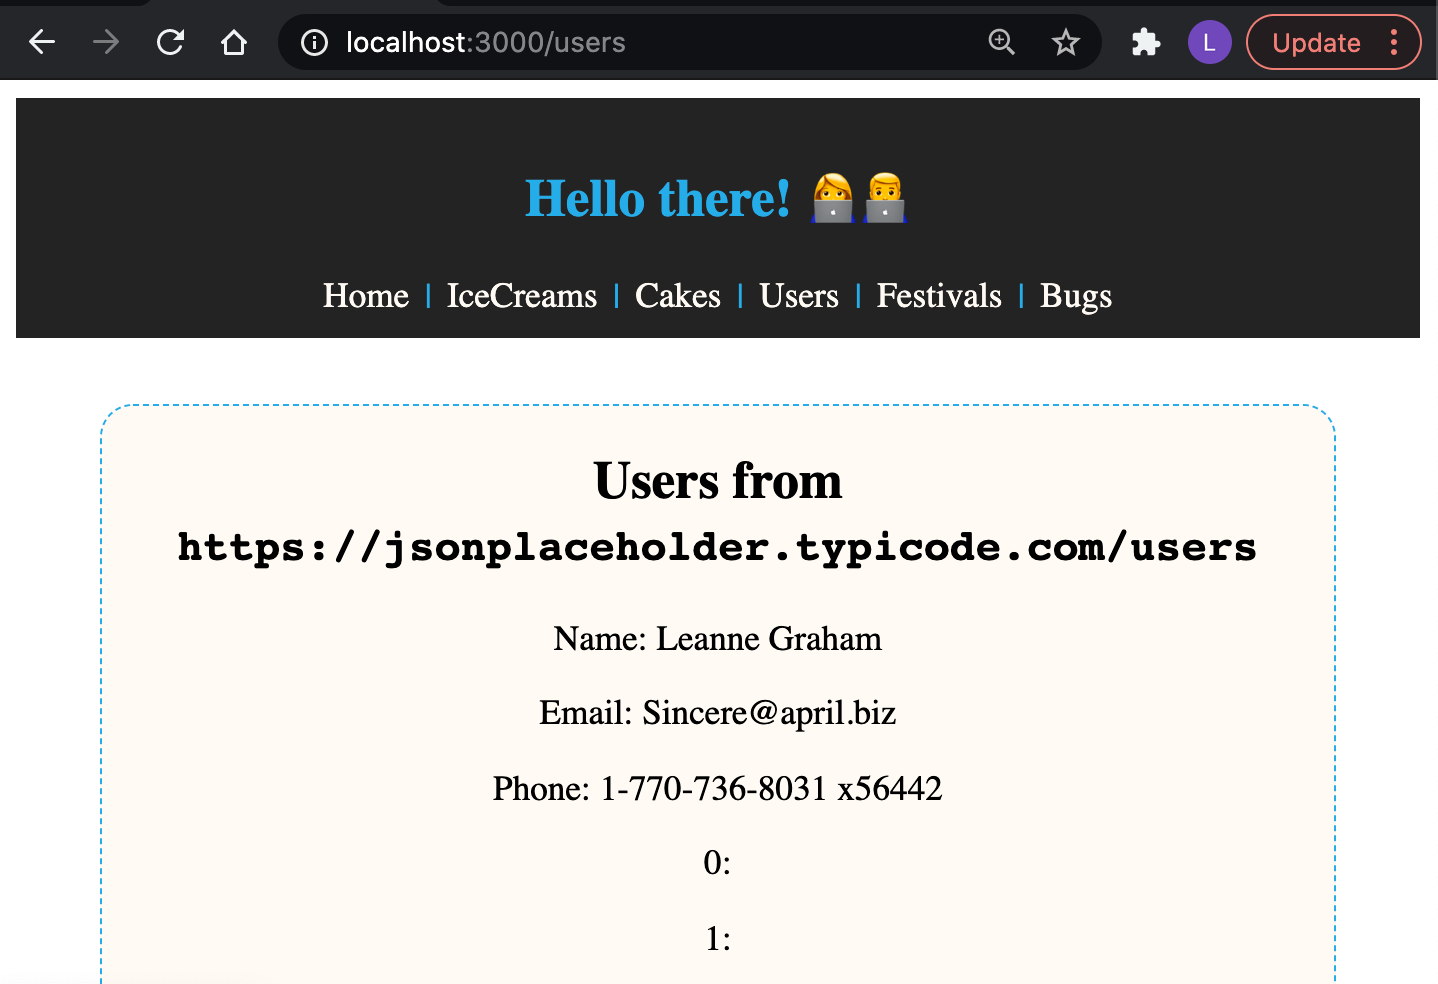 localhost:3000/users
L
Update
Hello there! 👩‍💻👨‍💻
Home | IceCreams | Cakes | Users | Festivals | Bugs
Users from
https://jsonplaceholder.typicode.com/users
Name: Leanne Graham
Email: Sincere@april.biz
Phone: 1-770-736-8031 x56442
0:
1: